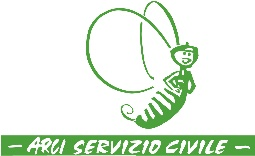 – ARCI SERVIZIO CIVILE –